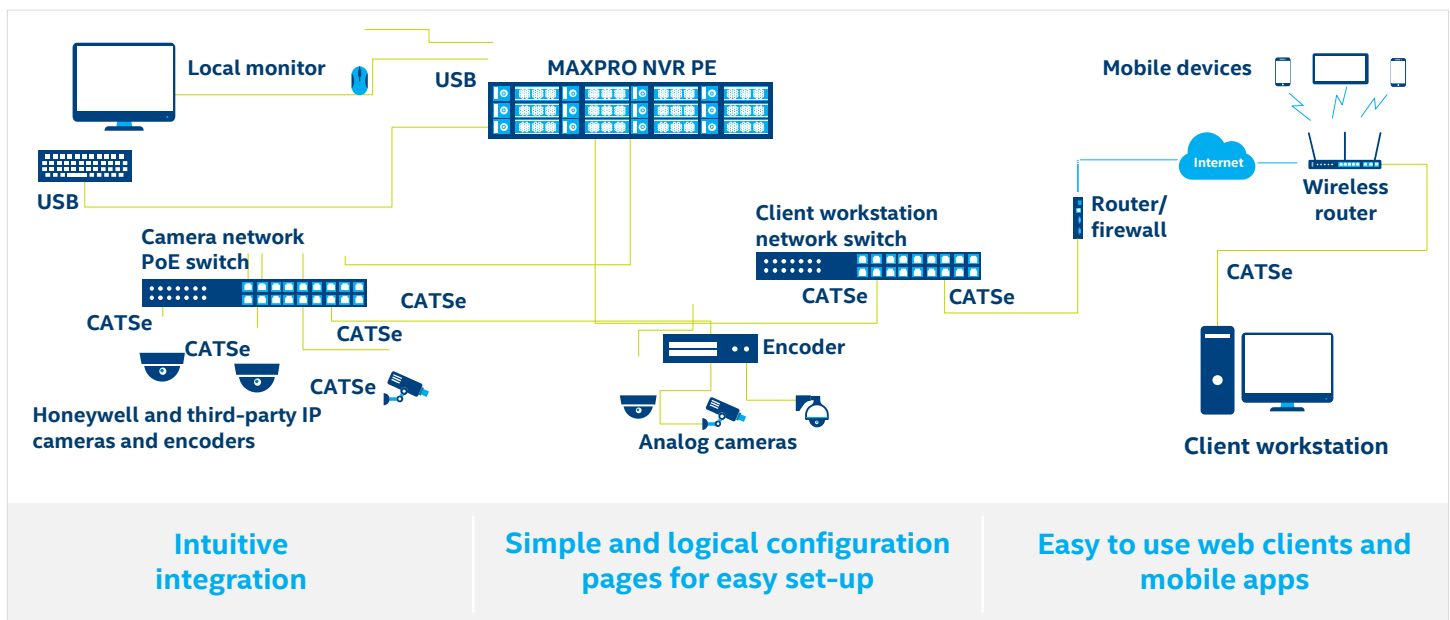 Local monitor
USB
MAXPRO NVR PE
Mobile devices
Internet
USB
Wireless
router
Router/
firewall
Camera network
PoE switch
Client workstation
network switch
CATSe
CATSe
CATSe
CATSe
CATSe
CATSe
CATSe
CATSe
Encoder
Honeywell and third-party IP
cameras and encoders
Analog cameras
Client workstation
Intuitive
integration
Simple and logical configuration
pages for easy set-up
Easy to use web clients and
mobile apps